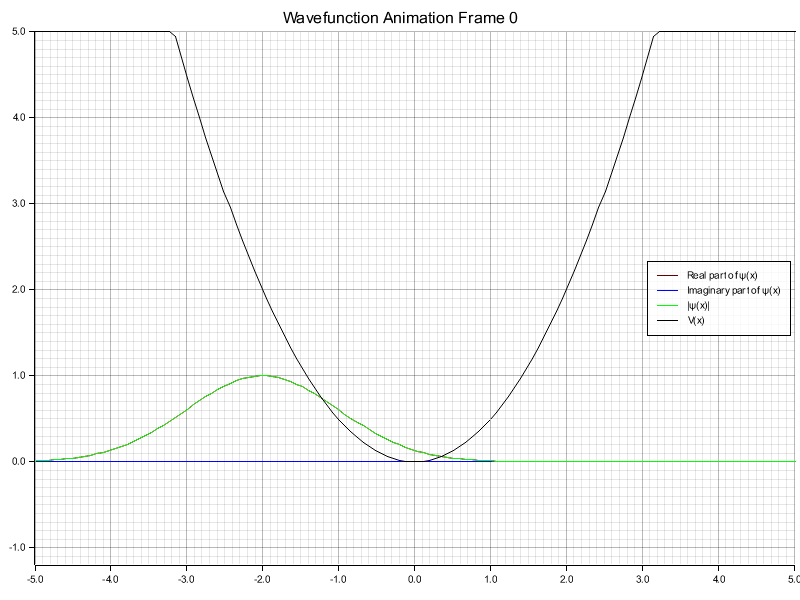 Wavefunction Animation Frame 0
5.0
4.0
3.0
2.0
1.0
0.0
-1.0
Real part of ψ(x)
Imaginary part of ψ(x)
|ψ(x)|
V(x)
-5.0 -4.0 -3.0 -2.0 -1.0 0.0 1.0 2.0 3.0 4.0 5.0